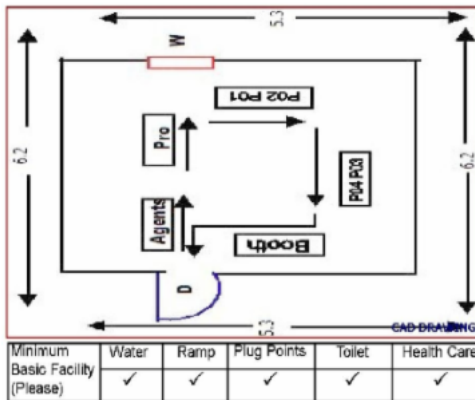 5.3
W
P02 P01
6.2
Pro
P04 P03
6.2
Agents
Booth
D
5.3
CAD DRAWING
Minimum Basic Facility (Please) Water Ramp Plug Points Toilet Health Care
✓ ✓ ✓ ✓ ✓